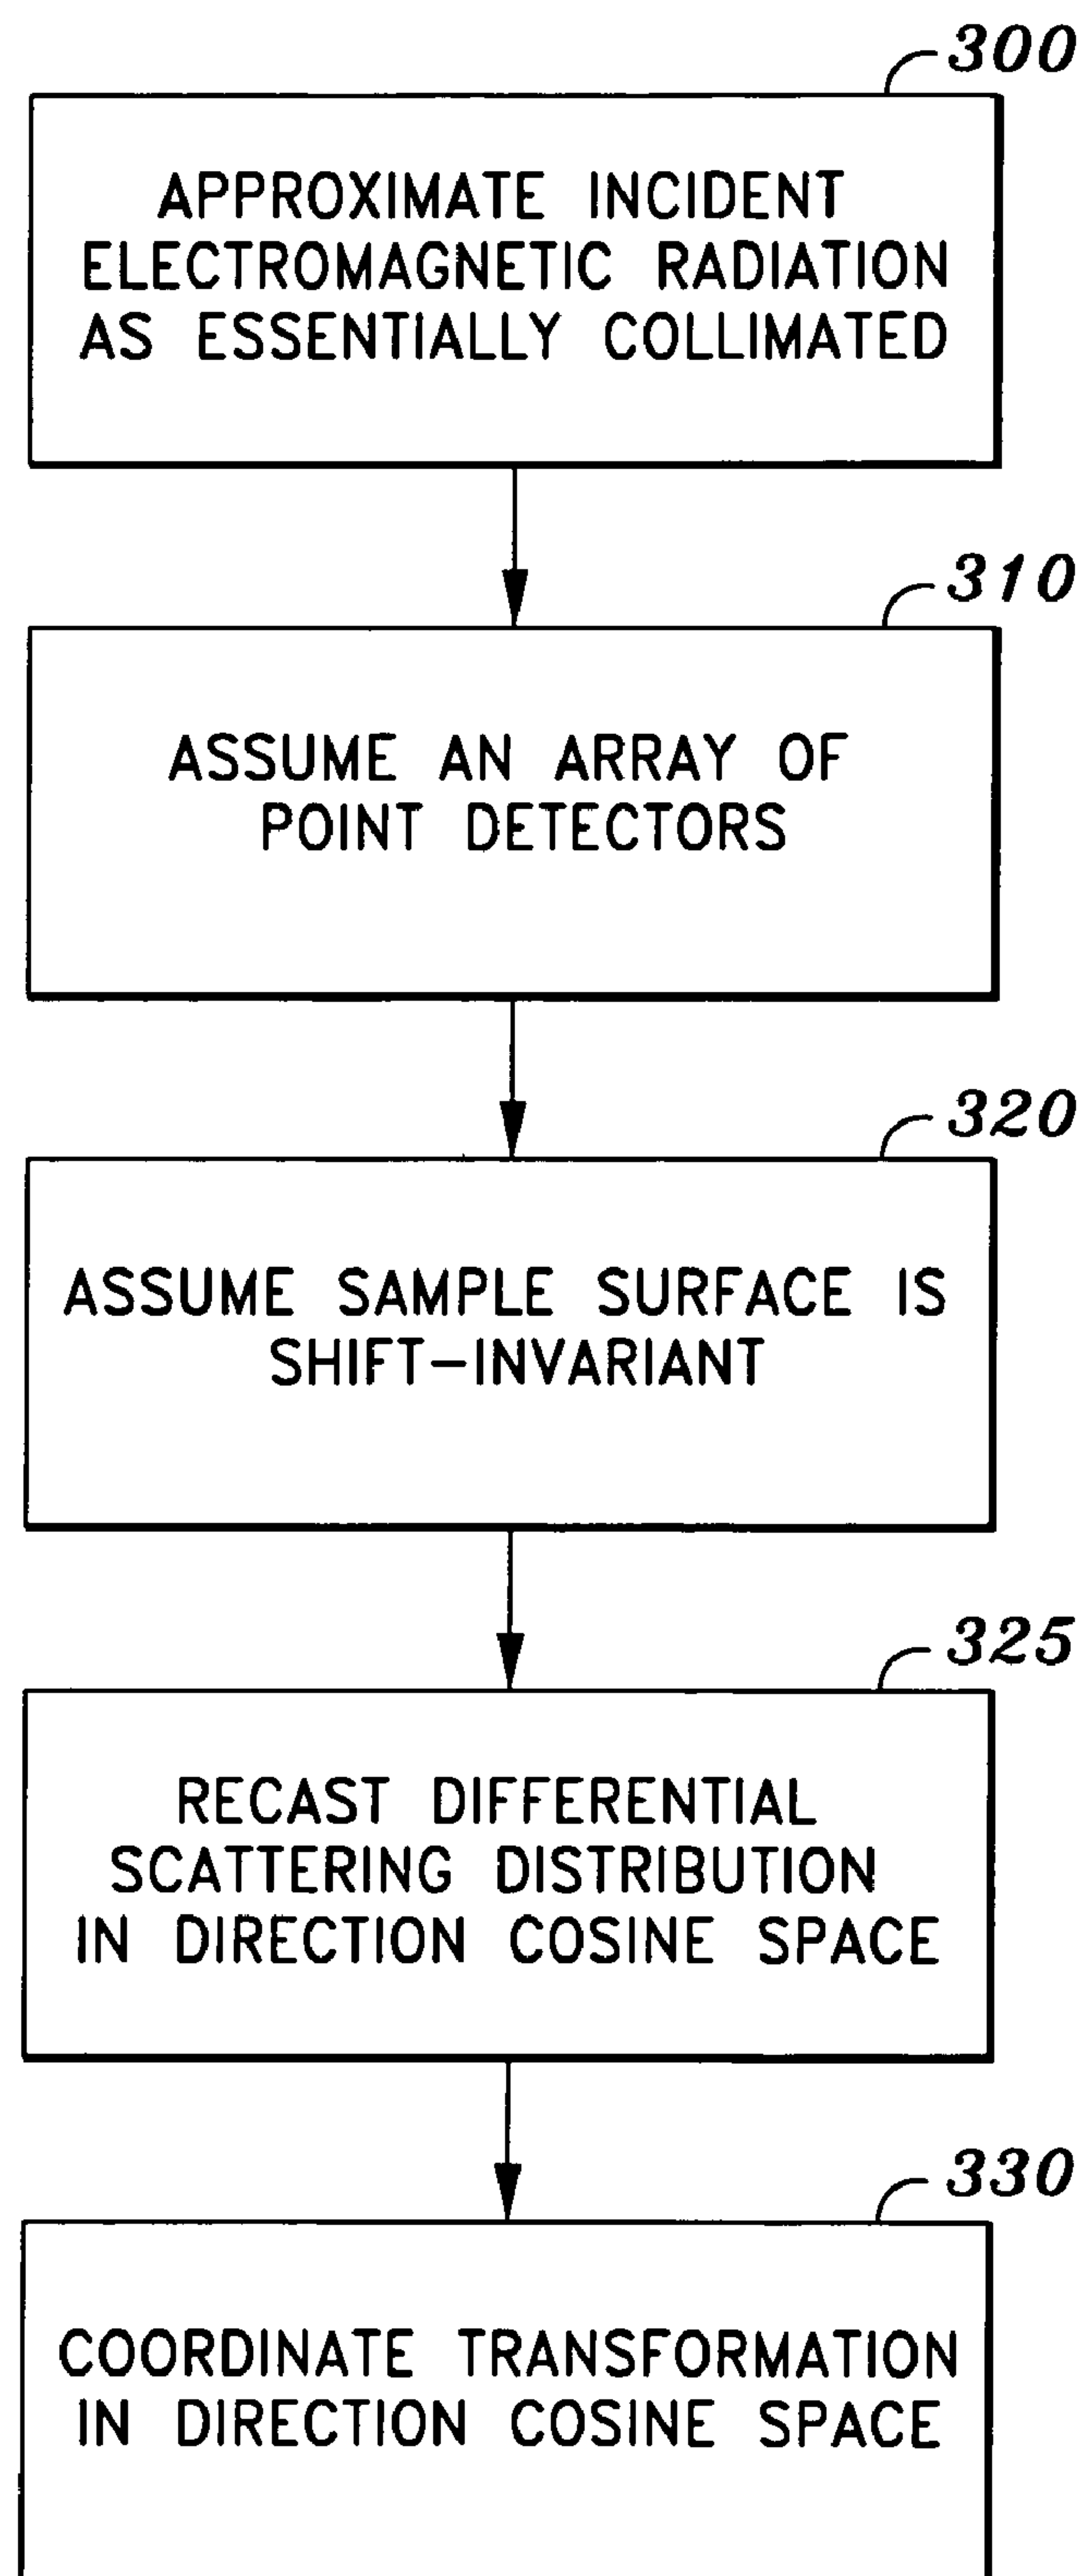 300
APPROXIMATE INCIDENT
ELECTROMAGNETIC RADIATION
AS ESSENTIALLY COLLIMATED
310
ASSUME AN ARRAY OF
POINT DETECTORS
320
ASSUME SAMPLE SURFACE IS
SHIFT-INVARIANT
325
RECAST DIFFERENTIAL
SCATTERING DISTRIBUTION
IN DIRECTION COSINE SPACE
330
COORDINATE TRANSFORMATION
IN DIRECTION COSINE SPACE